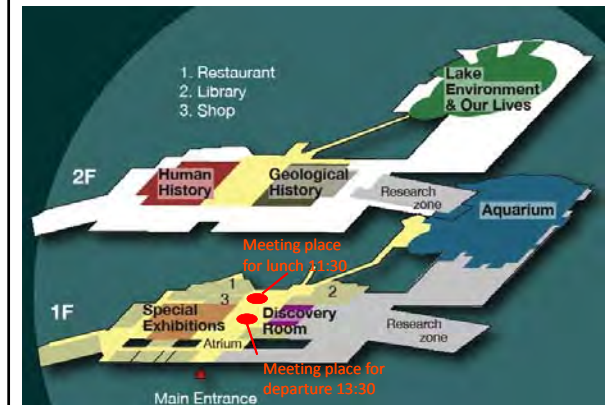 1. Restaurant
2. Library
3. Shop
Lake
Environment
& Our Lives
2F
Human
History
Geological
History
Research
zone
Aquarium
Meeting place
for lunch 11:30
1
3
2
1F
Special
Exhibitions
Discovery
Room
Atrium
Research
zone
Meeting place for
departure 13:30
Main Entrance